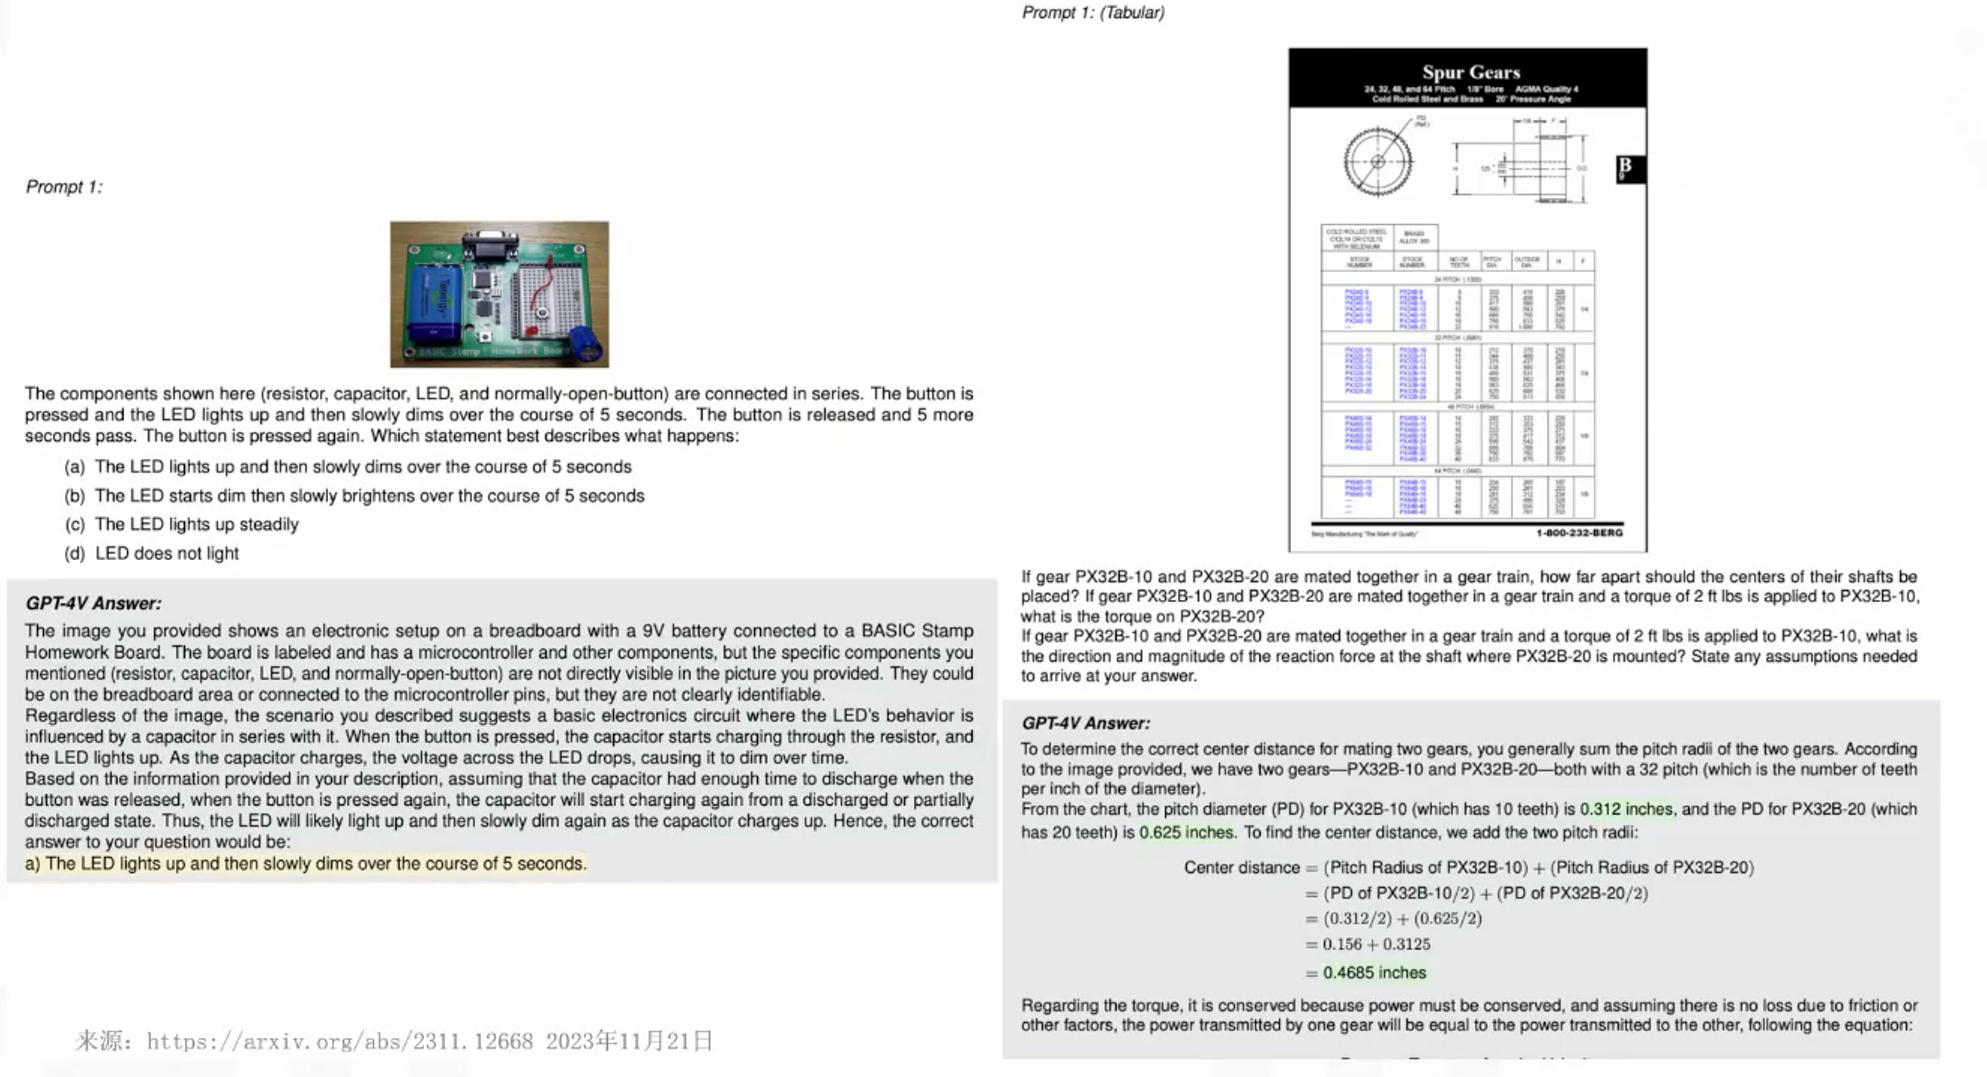 Prompt 1:
BASIC Stamp HomeWork Board
The components shown here (resistor, capacitor, LED, and normally-open-button) are connected in series. The button is
pressed and the LED lights up and then slowly dims over the course of 5 seconds. The button is released and 5 more
seconds pass. The button is pressed again. Which statement best describes what happens:
(a) The LED lights up and then slowly dims over the course of 5 seconds
(b) The LED starts dim then slowly brightens over the course of 5 seconds
(c) The LED lights up steadily
(d) LED does not light
GPT-4V Answer:
The image you provided shows an electronic setup on a breadboard with a 9V battery connected to a BASIC Stamp
Homework Board. The board is labeled and has a microcontroller and other components, but the specific components you
mentioned (resistor, capacitor, LED, and normally-open-button) are not directly visible in the picture you provided. They could
be on the breadboard area or connected to the microcontroller pins, but they are not clearly identifiable.
Regardless of the image, the scenario you described suggests a basic electronics circuit where the LED's behavior is
influenced by a capacitor in series with it. When the button is pressed, the capacitor starts charging through the resistor, and
the LED lights up. As the capacitor charges, the voltage across the LED drops, causing it to dim over time.
Based on the information provided in your description, assuming that the capacitor had enough time to discharge when the
button was released, when the button is pressed again, the capacitor will start charging again from a discharged or partially
discharged state. Thus, the LED will likely light up and then slowly dim again as the capacitor charges up. Hence, the correct
answer to your question would be:
a) The LED lights up and then slowly dims over the course of 5 seconds.
来源：https://arxiv.org/abs/2311.12668 2023年11月21日
Prompt 1: (Tabular)
Spur Gears
24, 32, 48, and 64 Pitch 1/8" Bore AGMA Quality 4
Cold Rolled Steel and Brass 20° Pressure Angle
B
9
STOCK NUMBER STOCK NUMBER NO OF TEETH PITCH DIA. OUTSIDE DIA. H F
Berg Manufacturing "The Mark of Quality"
1-800-232-BERG
If gear PX32B-10 and PX32B-20 are mated together in a gear train, how far apart should the centers of their shafts be
placed? If gear PX32B-10 and PX32B-20 are mated together in a gear train and a torque of 2 ft lbs is applied to PX32B-10,
what is the torque on PX32B-20?
If gear PX32B-10 and PX32B-20 are mated together in a gear train and a torque of 2 ft lbs is applied to PX32B-10, what is
the direction and magnitude of the reaction force at the shaft where PX32B-20 is mounted? State any assumptions needed
to arrive at your answer.
GPT-4V Answer:
To determine the correct center distance for mating two gears, you generally sum the pitch radii of the two gears. According
to the image provided, we have two gears—PX32B-10 and PX32B-20—both with a 32 pitch (which is the number of teeth
per inch of the diameter).
From the chart, the pitch diameter (PD) for PX32B-10 (which has 10 teeth) is 0.312 inches, and the PD for PX32B-20 (which
has 20 teeth) is 0.625 inches. To find the center distance, we add the two pitch radii:
Center distance = (Pitch Radius of PX32B-10) + (Pitch Radius of PX32B-20)
= (PD of PX32B-10/2) + (PD of PX32B-20/2)
= (0.312/2) + (0.625/2)
= 0.156 + 0.3125
= 0.4685 inches
Regarding the torque, it is conserved because power must be conserved, and assuming there is no loss due to friction or
other factors, the power transmitted by one gear will be equal to the power transmitted to the other, following the equation: